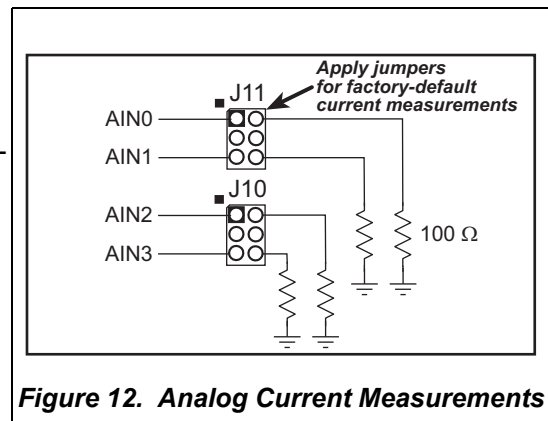 Apply jumpers
for factory-default
current measurements
J11
AIN0
AIN1
J10
AIN2
AIN3
100 Ω
Figure 12. Analog Current Measurements